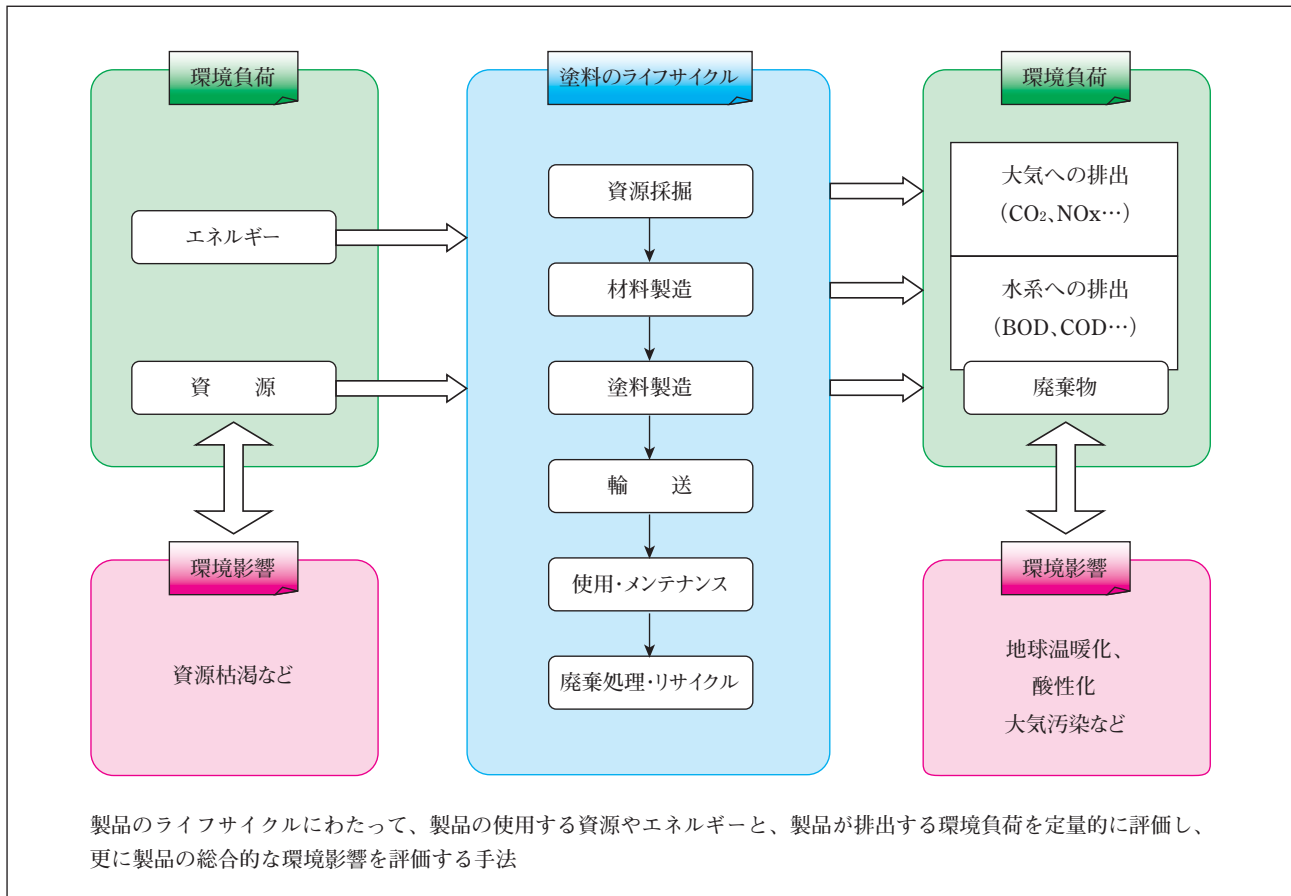 環境負荷
エネルギー
資　　源
環境影響
資源枯渇など
塗料のライフサイクル
資源採掘
材料製造
塗料製造
輸　　送
使用・メンテナンス
廃棄処理・リサイクル
環境負荷
大気への排出
（CO₂、NOx…）
水系への排出
（BOD、COD…）
廃棄物
環境影響
地球温暖化、
酸性化
大気汚染など
製品のライフサイクルにわたって、製品の使用する資源やエネルギーと、製品が排出する環境負荷を定量的に評価し、
更に製品の総合的な環境影響を評価する手法